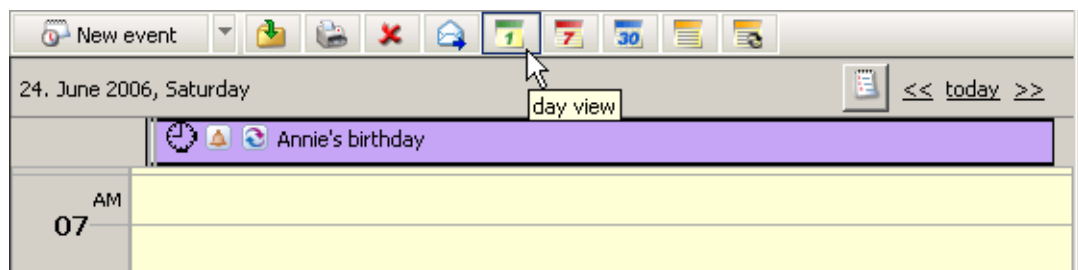 New event 1 7 30
24. June 2006, Saturday << today >>
day view
Annie's birthday
AM
07